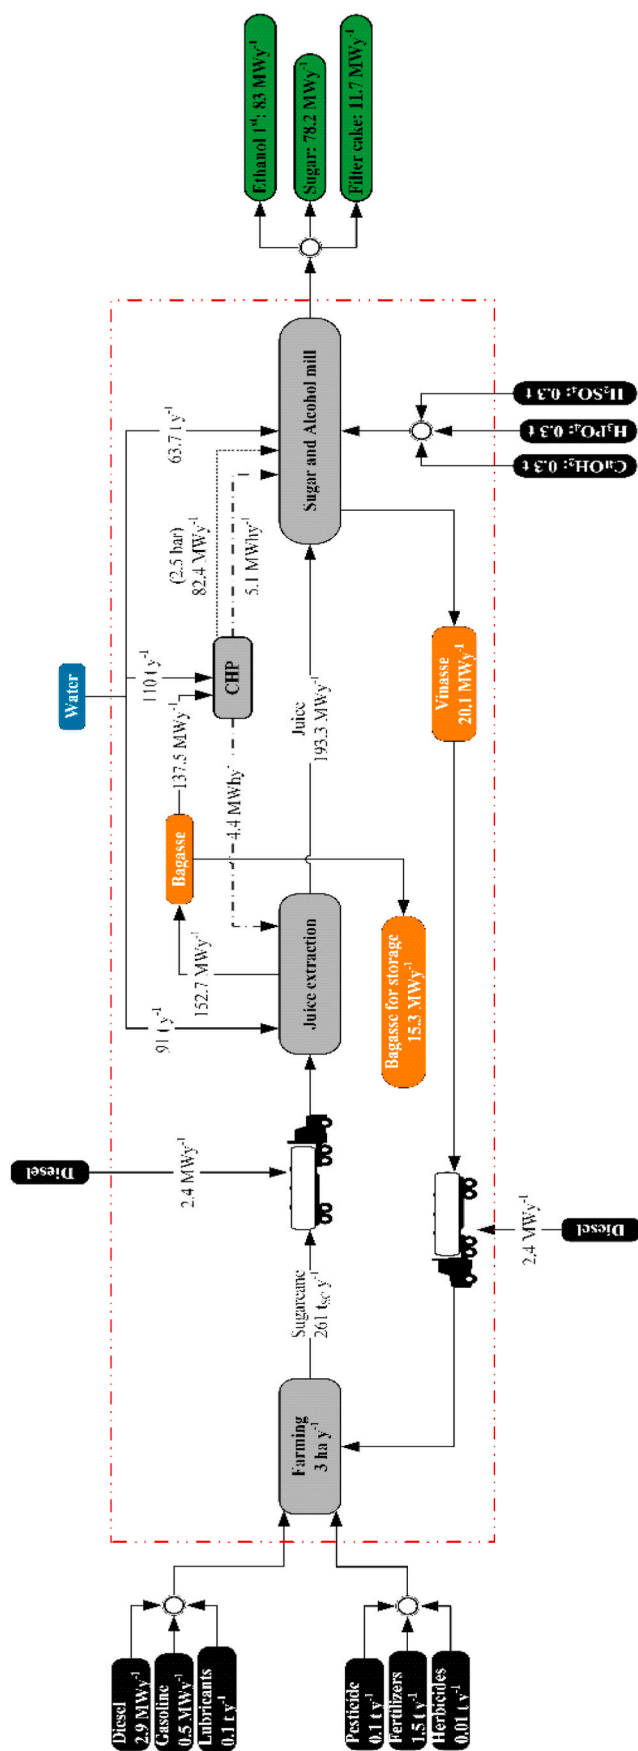 Diesel
2.9 MWy⁻¹
Gasoline
0.5 MWy⁻¹
Lubricants
0.1 t y⁻¹
Pesticide
0.1 t y⁻¹
Fertilizers
1.5 t y⁻¹
Herbicides
0.01 t y⁻¹
Farming
3 ha y⁻¹
Sugarcane
261 tSC y⁻¹
Diesel
2.4 MWy⁻¹
2.4 MWy⁻¹
Diesel
Water
91 t y⁻¹
110 t y⁻¹
63.7 t y⁻¹
Juice extraction
152.7 MWy⁻¹
Bagasse
137.5 MWy⁻¹
Bagasse for storage
15.3 MWy⁻¹
CHP
4.4 MWhy⁻
(2.5 bar)
82.4 MWy⁻¹
5.1 MWhy⁻¹
Juice
193.3 MWy⁻¹
Sugar and Alcohol mill
Vinasse
20.1 MWy⁻¹
CaOH₂: 0.3 t
H₃PO₄: 0.3 t
H₂SO₄: 0.3 t
Ethanol 1ˢᵗ: 83 MWy⁻¹
Sugar: 78.2 MWy⁻¹
Filter cake: 11.7 MWy⁻¹